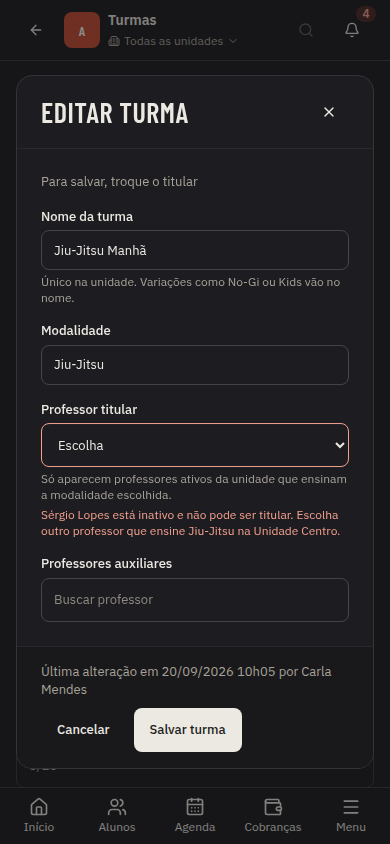 A
Turmas
Todas as unidades
4
EDITAR TURMA
Para salvar, troque o titular
Nome da turma
Jiu-Jitsu Manhã
Único na unidade. Variações como No-Gi ou Kids vão no
nome.
Modalidade
Jiu-Jitsu
Professor titular
Escolha
Só aparecem professores ativos da unidade que ensinam
a modalidade escolhida.
Sérgio Lopes está inativo e não pode ser titular. Escolha
outro professor que ensine Jiu-Jitsu na Unidade Centro.
Professores auxiliares
Buscar professor
Última alteração em 20/09/2026 10h05 por Carla
Mendes
Cancelar
Salvar turma
Início
Alunos
Agenda
Cobranças
Menu